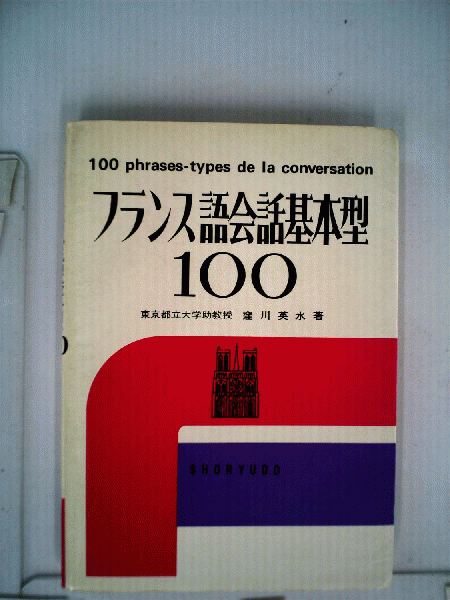 100 phrases-types de la conversation
フランス語会話基本型
100
東京都立大学助教授 窪川英水著
SHORYUDO